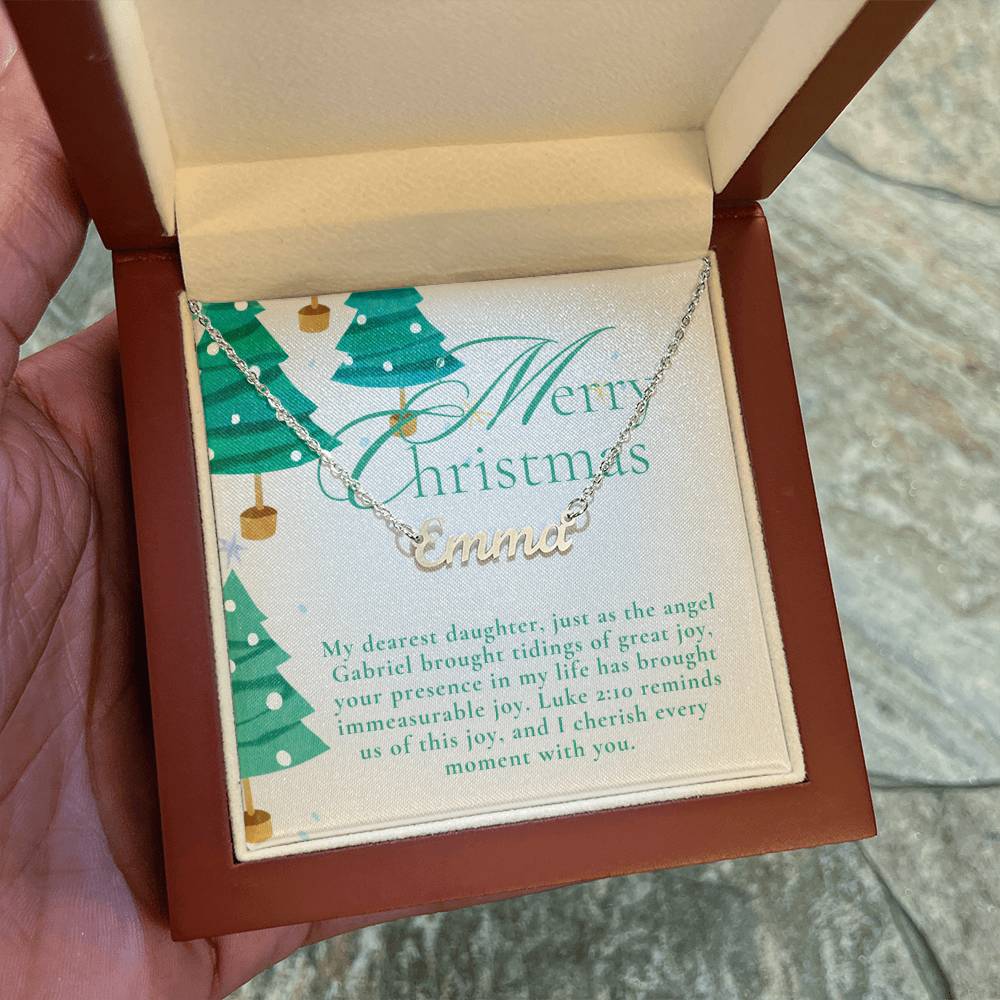 Merry
Christmas
Emma
My dearest daughter, just as the angel
Gabriel brought tidings of great joy,
your presence in my life has brought
immeasurable joy. Luke 2:10 reminds
us of this joy, and I cherish every
moment with you.